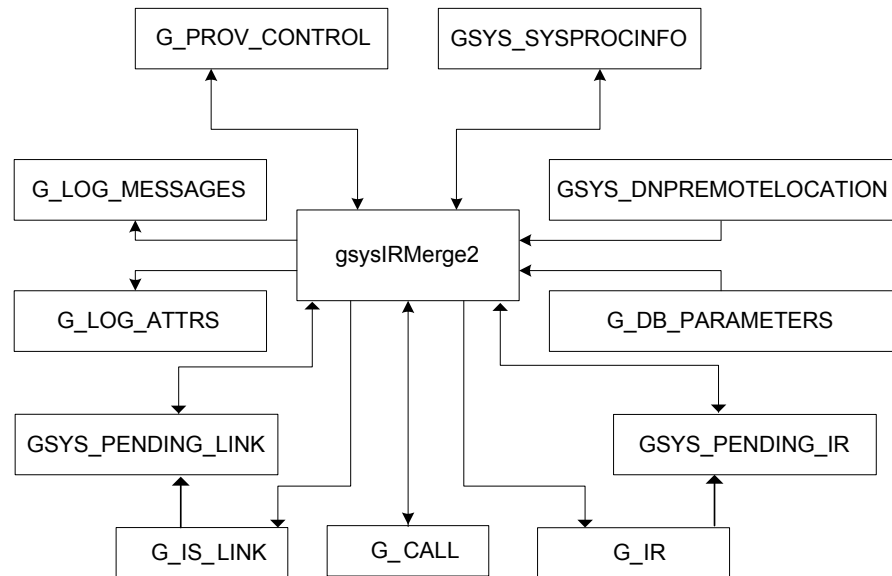 G_PROV_CONTROL
GSYS_SYSPROCINFO
G_LOG_MESSAGES
GSYS_DNPREMOTELOCATION
gsysIRMerge2
G_LOG_ATTRS
G_DB_PARAMETERS
GSYS_PENDING_LINK
GSYS_PENDING_IR
G_IS_LINK
G_CALL
G_IR